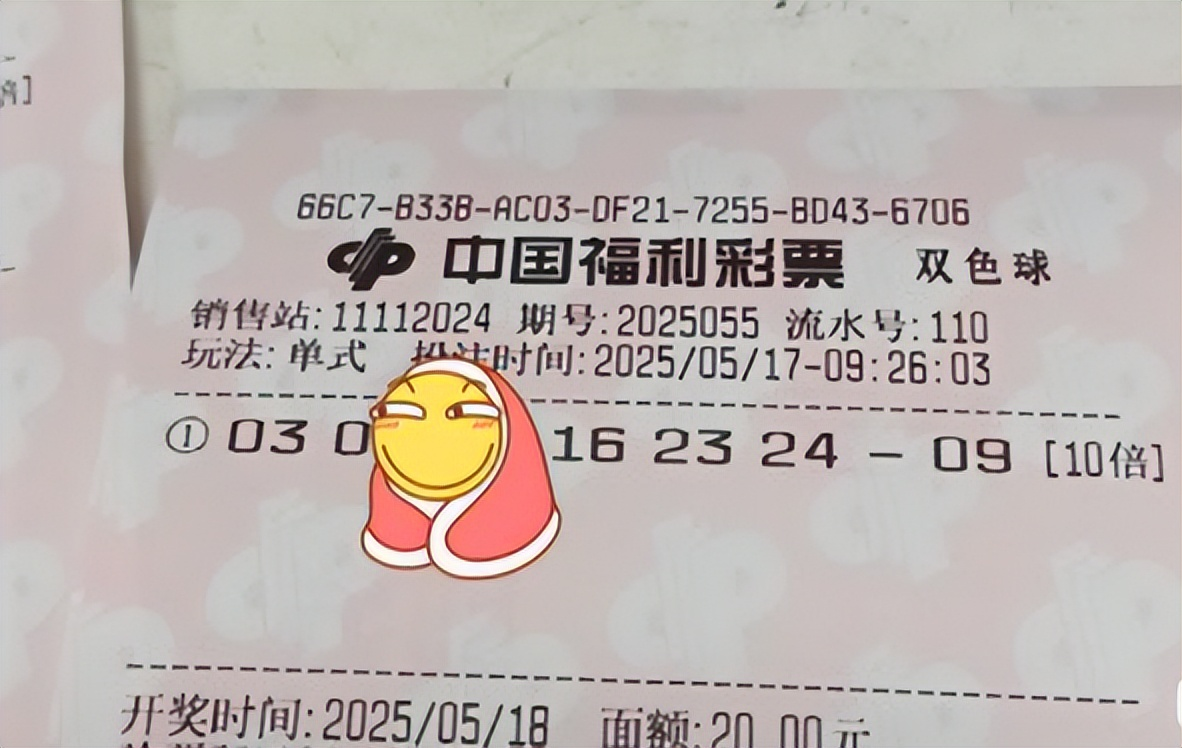 66C7-B33B-AC03-DF21-7255-BD43-6706
中国福利彩票 双色球
销售站:11112024 期号:2025055 流水号:110
玩法:单式 投注时间:2025/05/17-09:26:03
① 03 16 23 24 - 09 [10倍]
开奖时间:2025/05/18 面额:20.00元